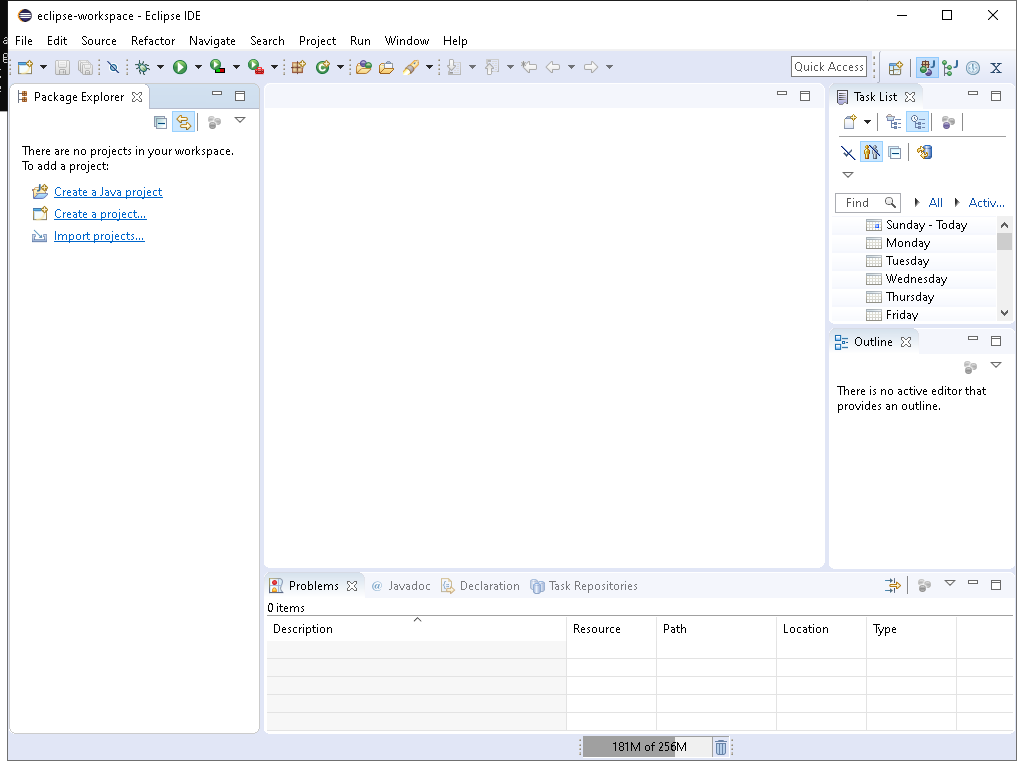 eclipse-workspace - Eclipse IDE
File Edit Source Refactor Navigate Search Project Run Window Help
Quick Access
Package Explorer
There are no projects in your workspace.
To add a project:
Create a Java project
Create a project...
Import projects...
Task List
Find All Activ...
Sunday - Today
Monday
Tuesday
Wednesday
Thursday
Friday
Outline
There is no active editor that
provides an outline.
Problems @ Javadoc Declaration Task Repositories
0 items
Description Resource Path Location Type
181M of 256M